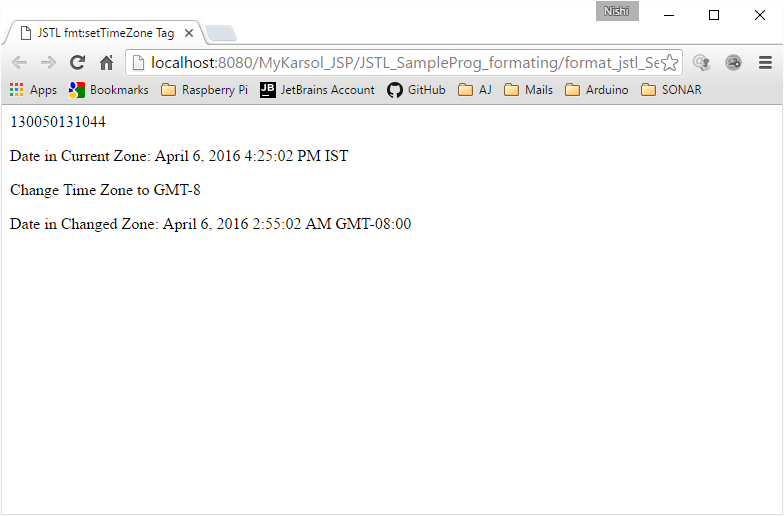 Nishi
JSTL fmt:setTimeZone Tag
localhost:8080/MyKarsol_JSP/JSTL_SampleProg_formating/format_jstl_Se
Apps Bookmarks Raspberry Pi JetBrains Account GitHub AJ Mails Arduino SONAR
130050131044
Date in Current Zone: April 6, 2016 4:25:02 PM IST
Change Time Zone to GMT-8
Date in Changed Zone: April 6, 2016 2:55:02 AM GMT-08:00